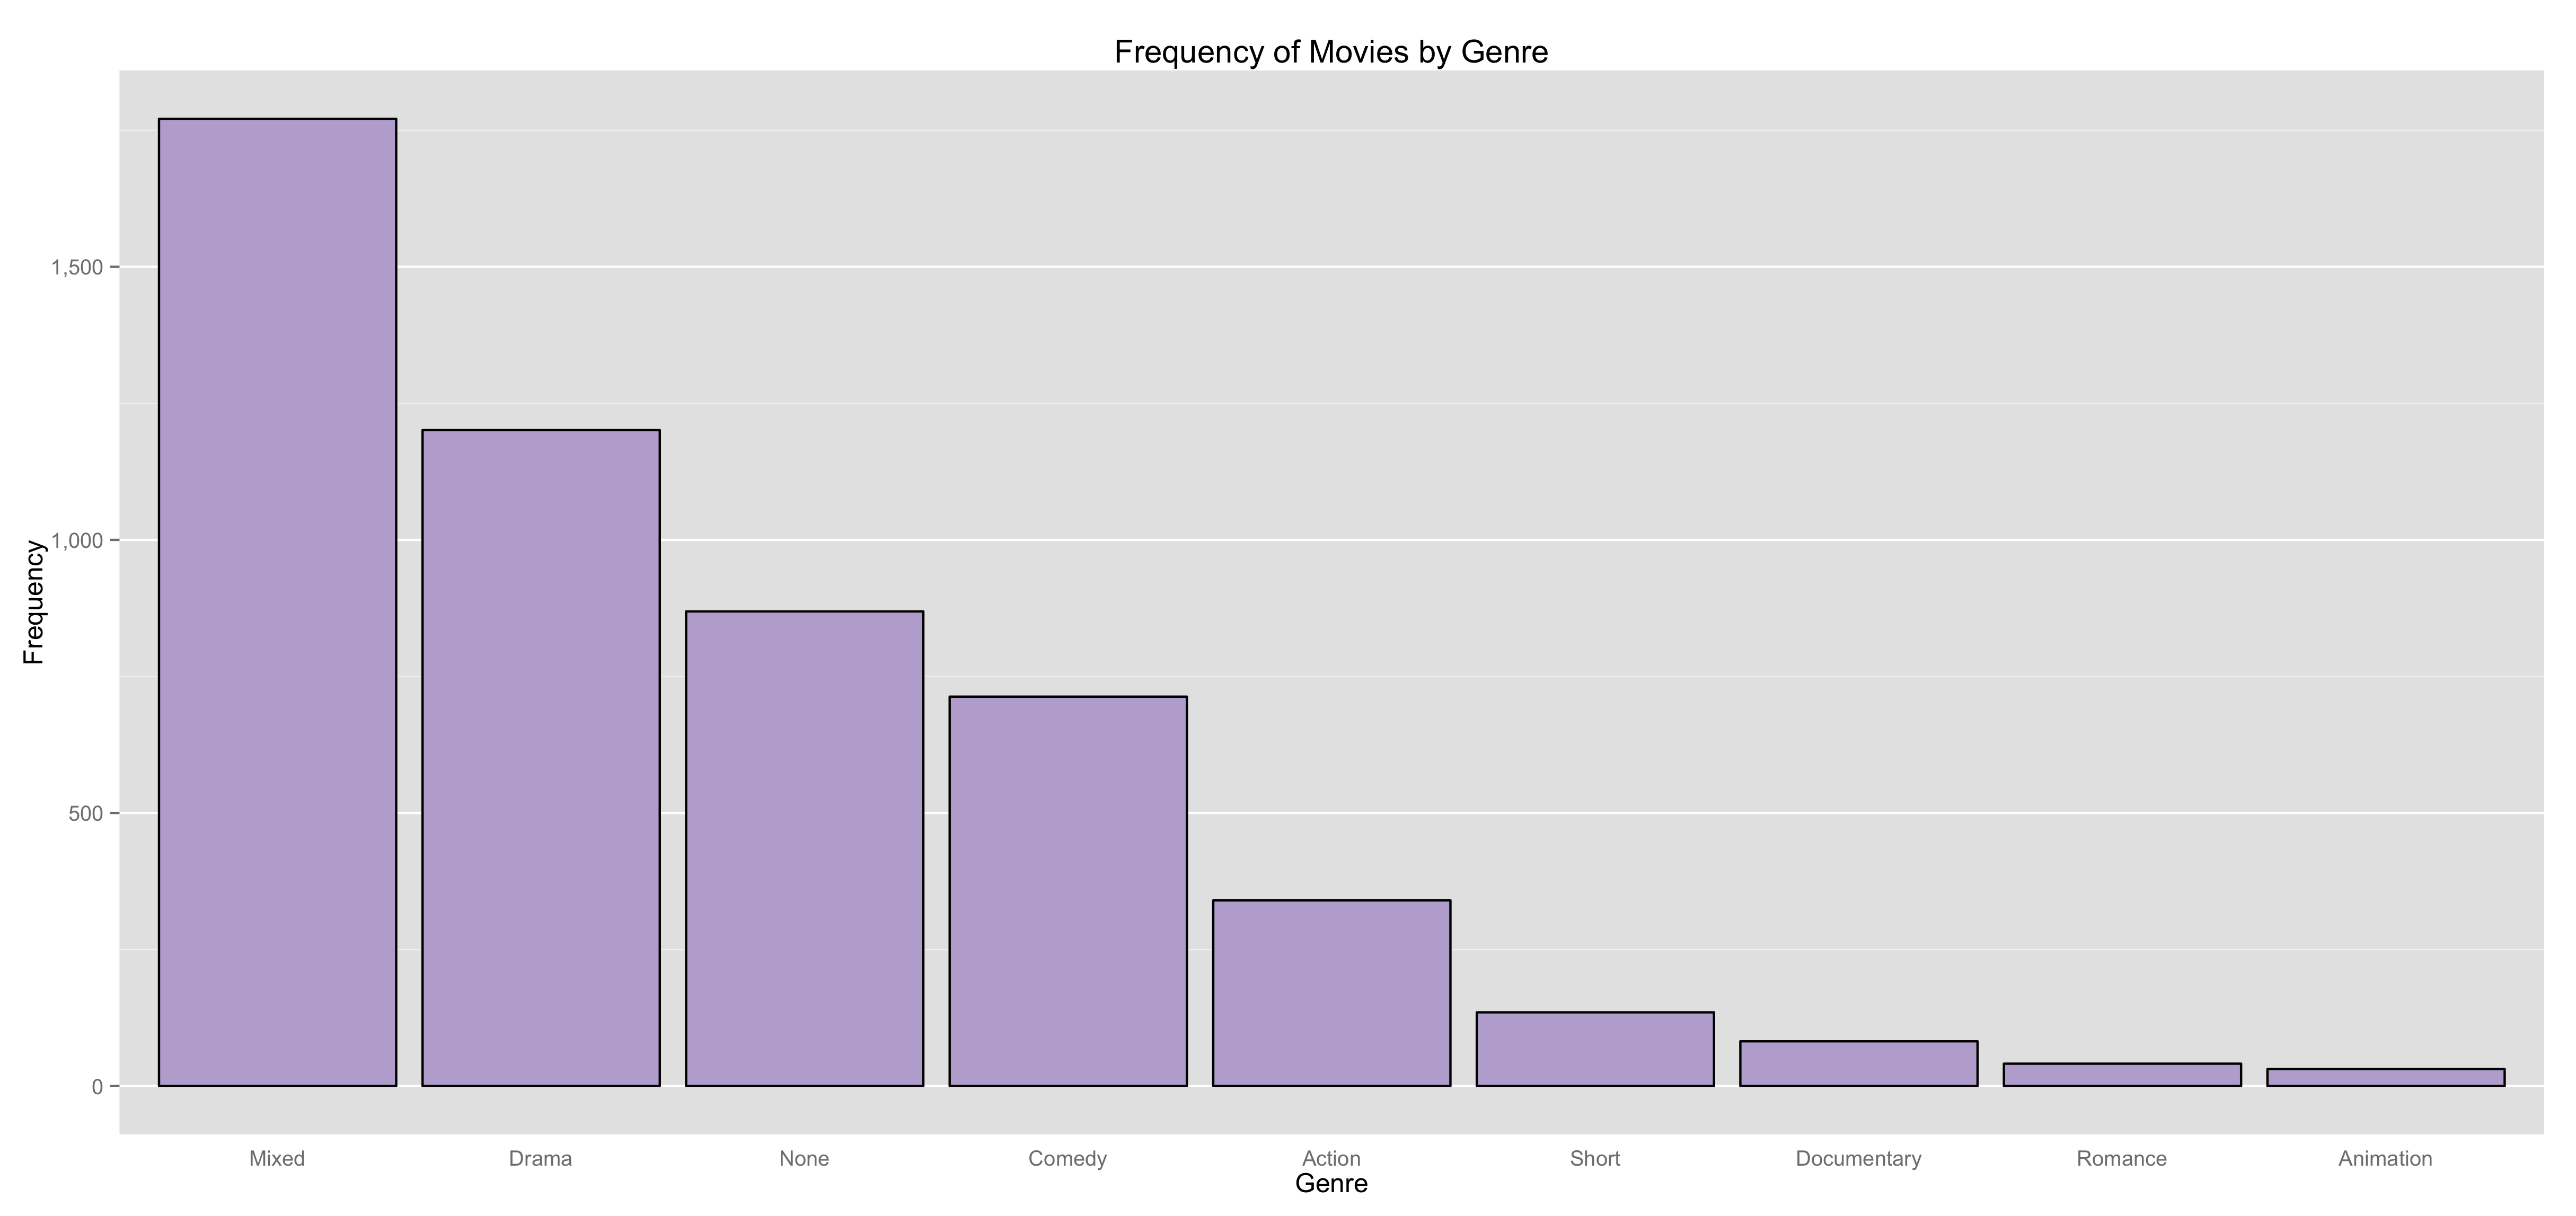 Frequency of Movies by Genre
Frequency
1,500
1,000
500
0
Mixed Drama None Comedy Action Short Documentary Romance Animation
Genre